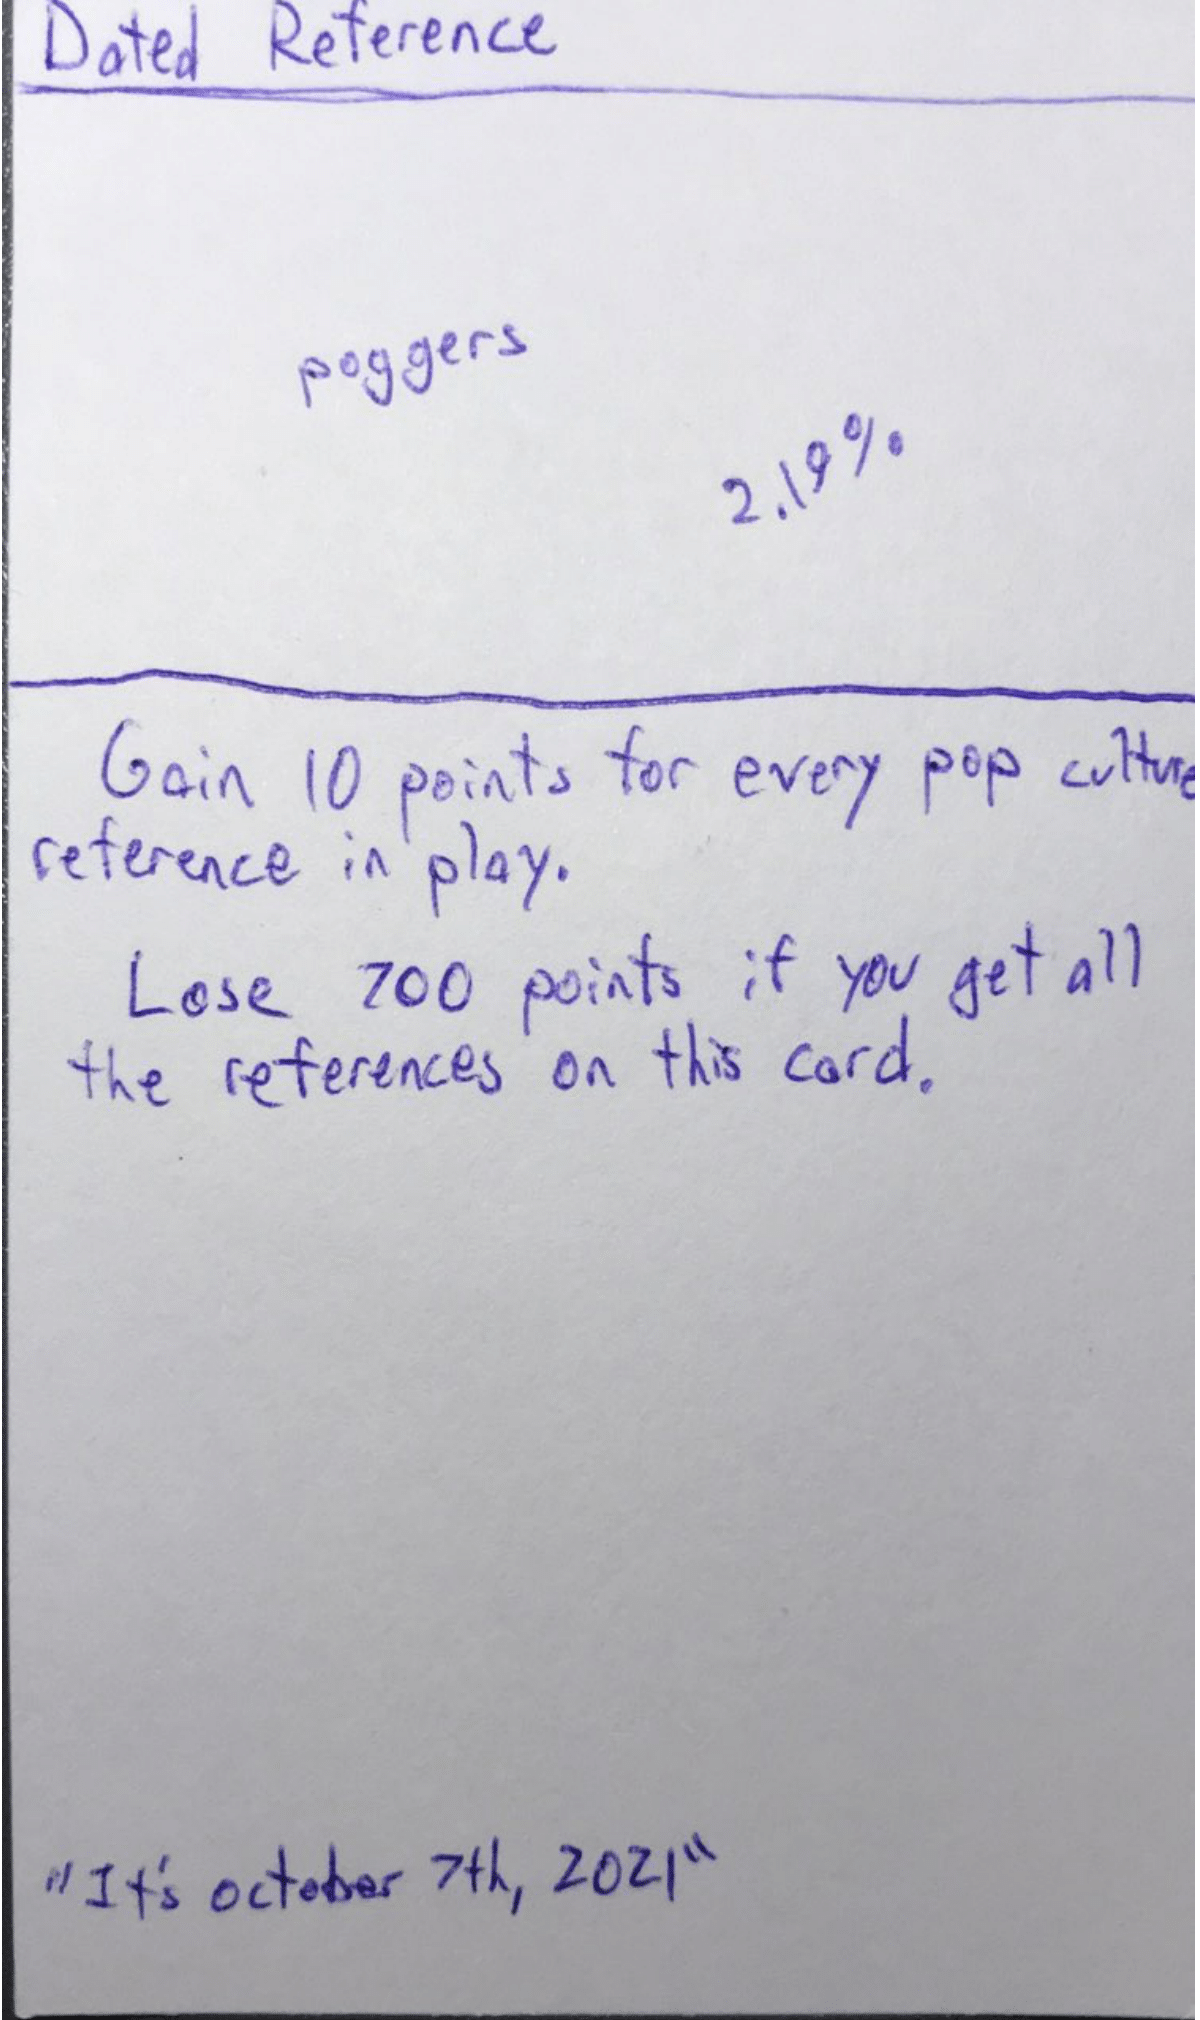 Dated Reference
poggers
2.19%
Gain 10 points for every pop culture
reference in play.
Lose 700 points if you get all
the references on this card.
"It's october 7th, 2021"